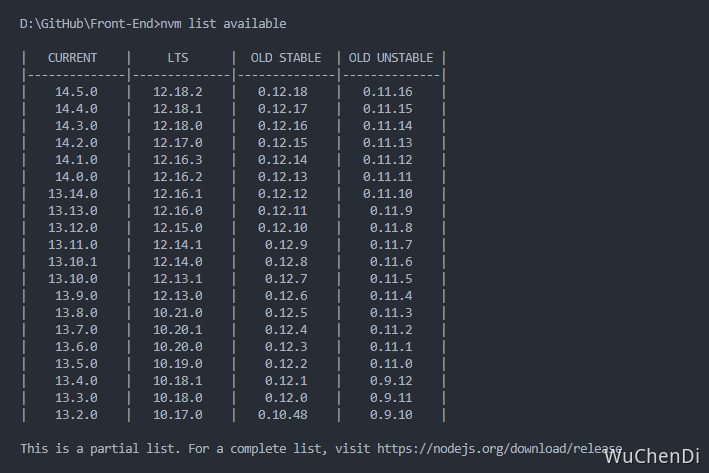 D:\GitHub\Front-End>nvm list available
|   CURRENT    |     LTS      |  OLD STABLE  | OLD UNSTABLE |
|--------------|--------------|--------------|--------------|
|    14.5.0    |   12.18.2    |   0.12.18    |   0.11.16    |
|    14.4.0    |   12.18.1    |   0.12.17    |   0.11.15    |
|    14.3.0    |   12.18.0    |   0.12.16    |   0.11.14    |
|    14.2.0    |   12.17.0    |   0.12.15    |   0.11.13    |
|    14.1.0    |   12.16.3    |   0.12.14    |   0.11.12    |
|    14.0.0    |   12.16.2    |   0.12.13    |   0.11.11    |
|   13.14.0    |   12.16.1    |   0.12.12    |   0.11.10    |
|   13.13.0    |   12.16.0    |   0.12.11    |    0.11.9    |
|   13.12.0    |   12.15.0    |   0.12.10    |    0.11.8    |
|   13.11.0    |   12.14.1    |    0.12.9    |    0.11.7    |
|   13.10.1    |   12.14.0    |    0.12.8    |    0.11.6    |
|   13.10.0    |   12.13.1    |    0.12.7    |    0.11.5    |
|    13.9.0    |   12.13.0    |    0.12.6    |    0.11.4    |
|    13.8.0    |   10.21.0    |    0.12.5    |    0.11.3    |
|    13.7.0    |   10.20.1    |    0.12.4    |    0.11.2    |
|    13.6.0    |   10.20.0    |    0.12.3    |    0.11.1    |
|    13.5.0    |   10.19.0    |    0.12.2    |    0.11.0    |
|    13.4.0    |   10.18.1    |    0.12.1    |    0.9.12    |
|    13.3.0    |   10.18.0    |    0.12.0    |    0.9.11    |
|    13.2.0    |   10.17.0    |   0.10.48    |    0.9.10    |
This is a partial list. For a complete list, visit https://nodejs.org/download/release
WuChenDi